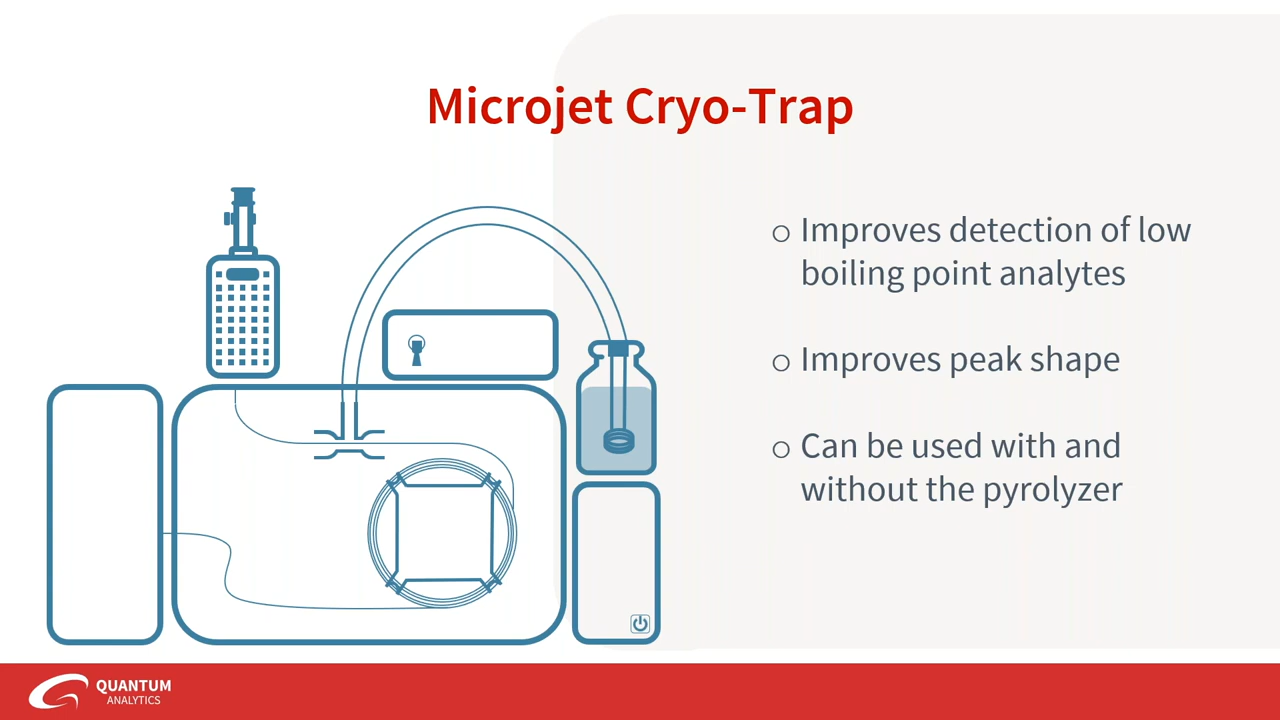 Microjet Cryo-Trap
○ Improves detection of low
boiling point analytes
○ Improves peak shape
○ Can be used with and
without the pyrolyzer
QUANTUM
ANALYTICS